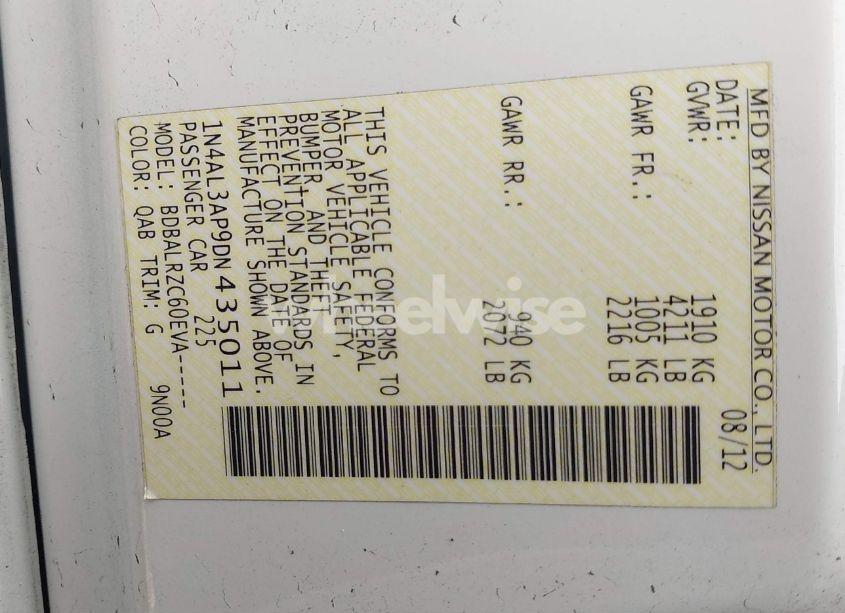 MFD BY NISSAN MOTOR CO., LTD.
DATE: 08/12
GVWR: 1910 KG
4211 LB
GAWR FR.: 1005 KG
2216 LB
GAWR RR.: 940 KG
2072 LB
THIS VEHICLE CONFORMS TO
ALL APPLICABLE FEDERAL
MOTOR VEHICLE SAFETY,
BUMPER, AND THEFT
PREVENTION STANDARDS IN
EFFECT ON THE DATE OF
MANUFACTURE SHOWN ABOVE.
1N4AL3AP9DN435011
PASSENGER CAR 225
MODEL: BDBALRZC60EVA-----
COLOR: QAB TRIM: G 9N00A
wheelwise